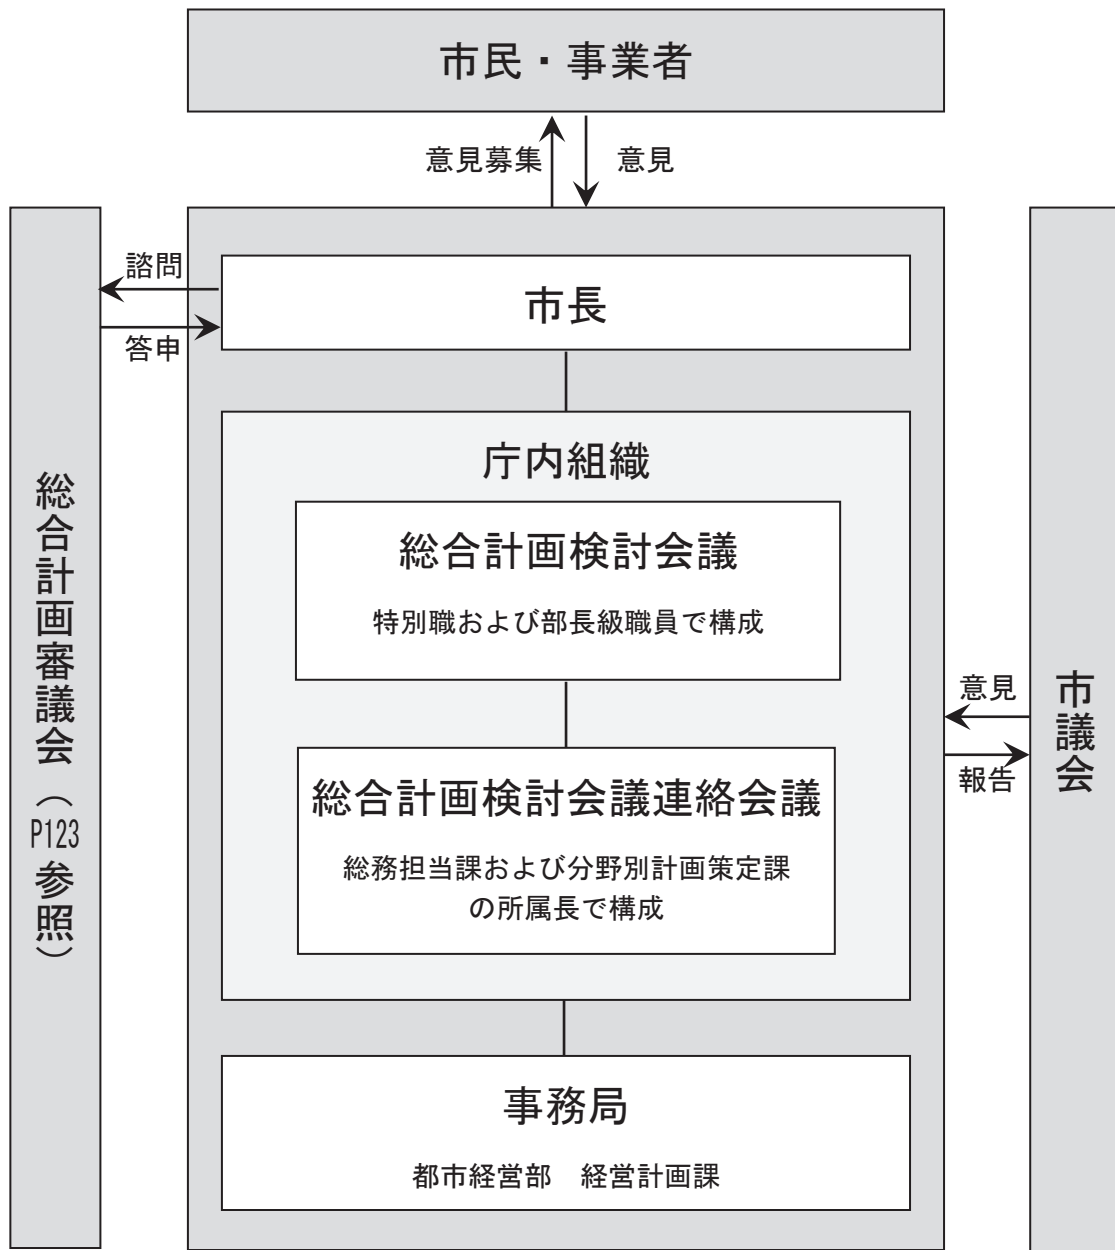 市民・事業者
意見募集
意見
諮問
答申
市長
庁内組織
総合計画検討会議
特別職および部長級職員で構成
総合計画検討会議連絡会議
総務担当課および分野別計画策定課
の所属長で構成
事務局
都市経営部　経営計画課
総合計画審議会（P123参照）
意見
報告
市議会